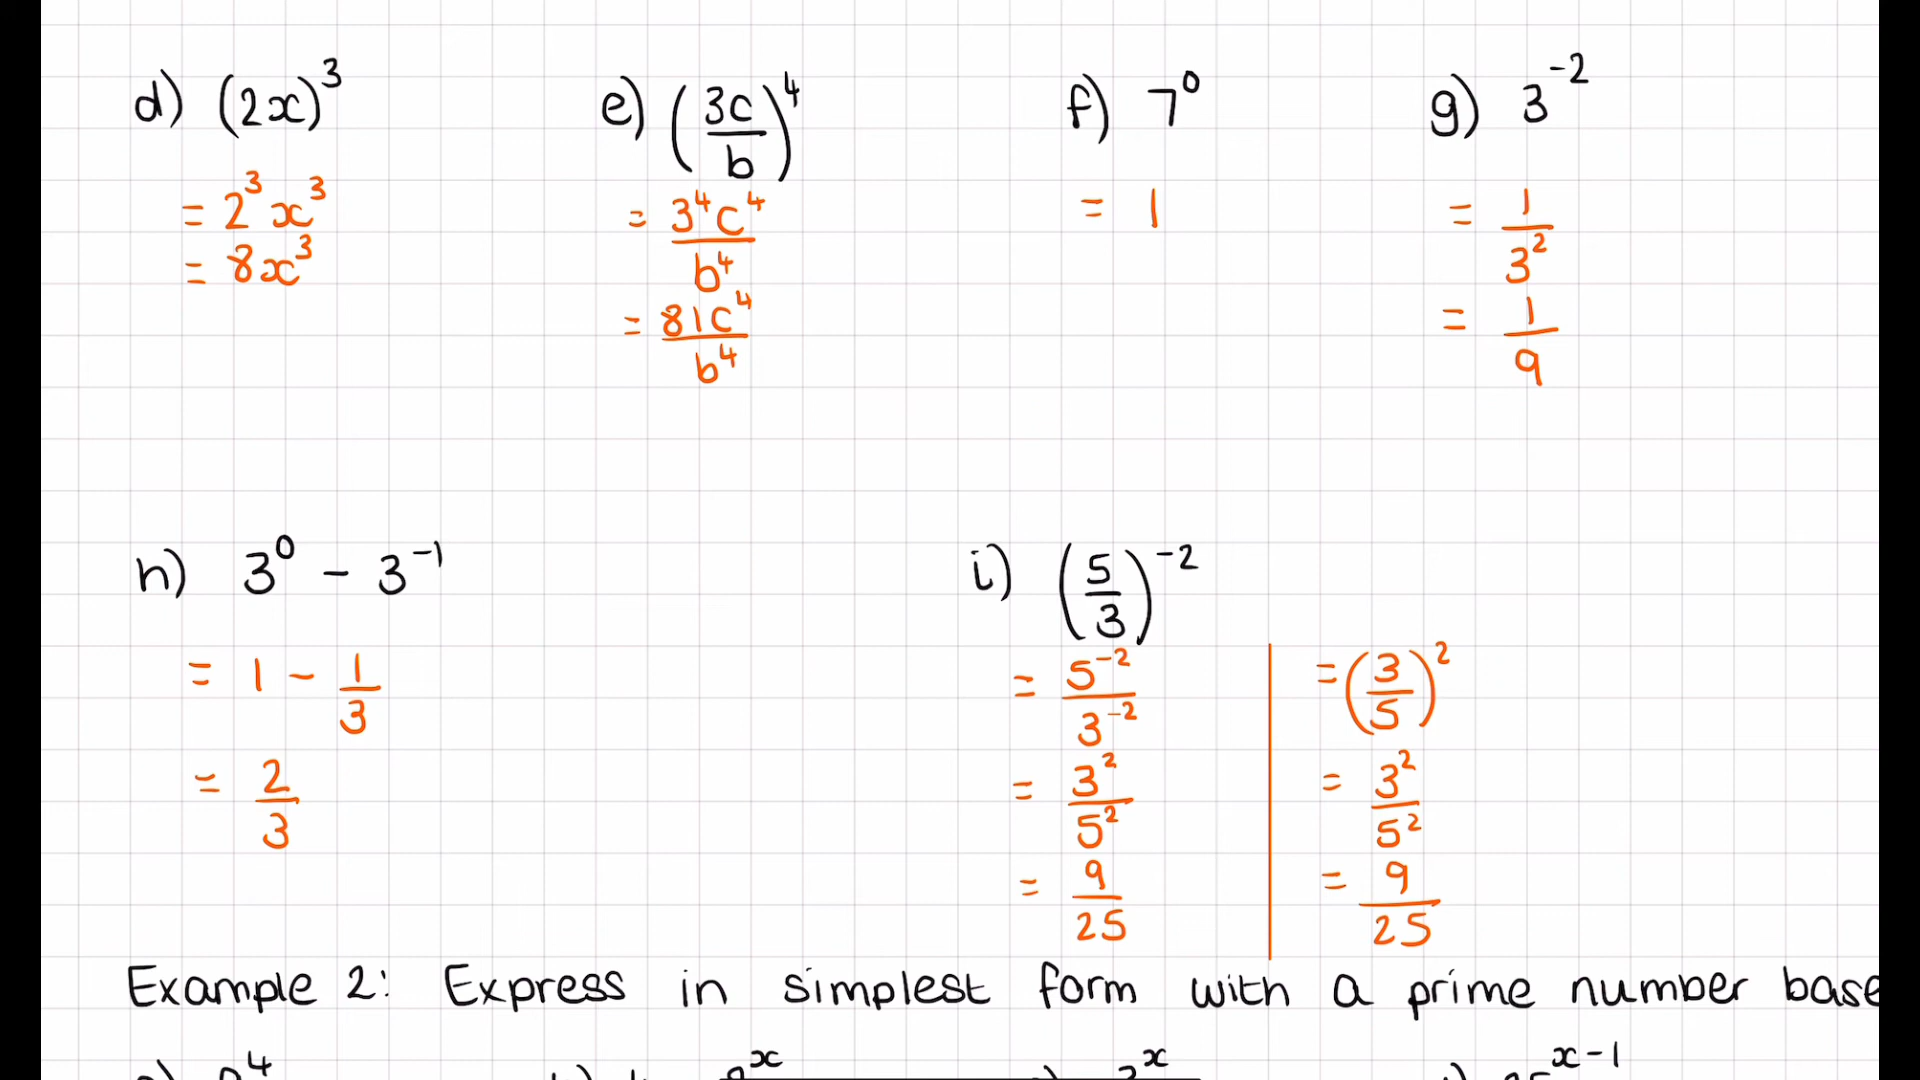 d) (2x)^3
= 2^3 x^3
= 8x^3
e) (3c/b)^4
= 3^4 c^4 / b^4
= 81c^4 / b^4
f) 7^0
= 1
g) 3^-2
= 1/3^2
= 1/9
h) 3^0 - 3^-1
= 1 - 1/3
= 2/3
i) (5/3)^-2
= 5^-2 / 3^-2
= 3^2 / 5^2
= 9/25
= (3/5)^2
= 3^2 / 5^2
= 9/25
Example 2: Express in simplest form with a prime number base